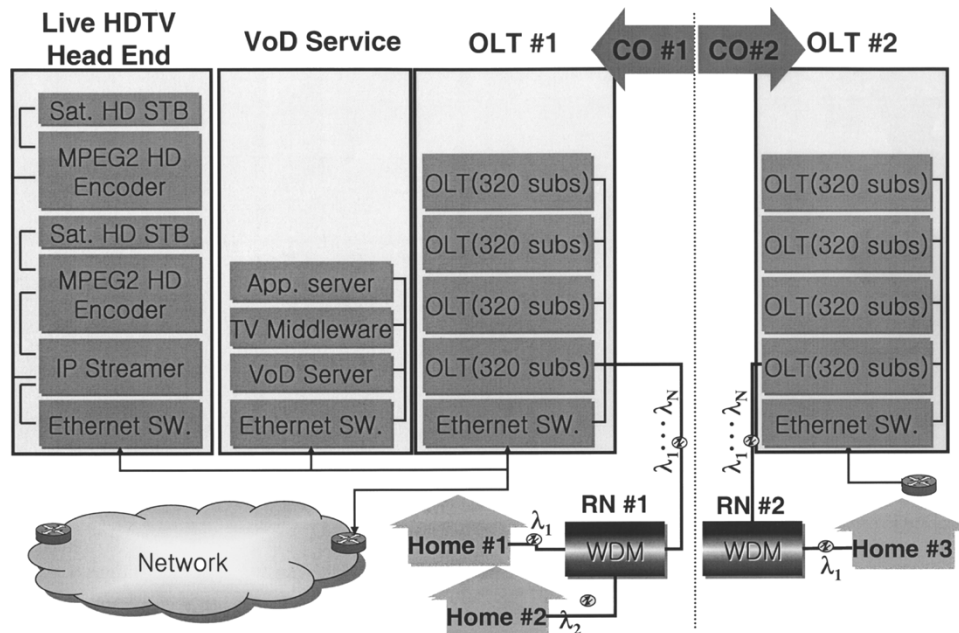 Live HDTV
Head End
VoD Service
OLT #1
CO #1
CO#2
OLT #2
Sat. HD STB
MPEG2 HD
Encoder
Sat. HD STB
MPEG2 HD
Encoder
IP Streamer
Ethernet SW.
App. server
TV Middleware
VoD Server
Ethernet SW.
OLT(320 subs)
OLT(320 subs)
OLT(320 subs)
OLT(320 subs)
Ethernet SW.
OLT(320 subs)
OLT(320 subs)
OLT(320 subs)
OLT(320 subs)
Ethernet SW.
λ1...λN
λ1...λN
Network
Home #1
λ1
RN #1
WDM
Home #2
λ2
RN #2
WDM
λ1
Home #3